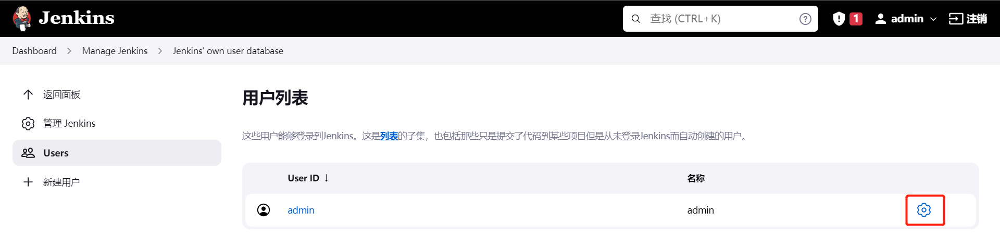 Jenkins
查找 (CTRL+K)
1
admin
注销
Dashboard
Manage Jenkins
Jenkins’ own user database
返回面板
管理 Jenkins
Users
新建用户
用户列表
这些用户能够登录到Jenkins。这是列表的子集，也包括那些只是提交了代码到某些项目但是从未登录Jenkins而自动创建的用户。
User ID ↓
名称
admin
admin